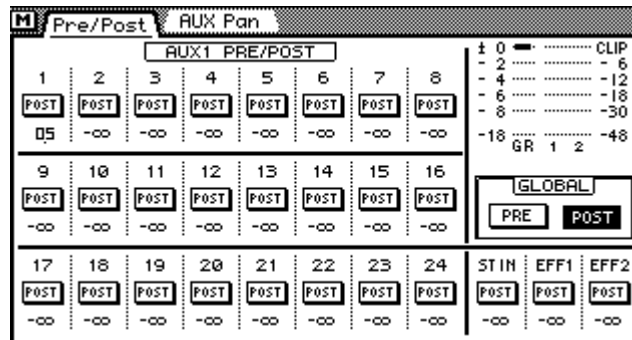 M Pre/Post AUX Pan
AUX1 PRE/POST
1 2 3 4 5 6 7 8
POST POST POST POST POST POST POST POST
-∞ -∞ -∞ -∞ -∞ -∞ -∞
9 10 11 12 13 14 15 16
POST POST POST POST POST POST POST POST
-∞ -∞ -∞ -∞ -∞ -∞ -∞ -∞
17 18 19 20 21 22 23 24
POST POST POST POST POST POST POST POST
-∞ -∞ -∞ -∞ -∞ -∞ -∞ -∞
± 0 CLIP
- 2 - 6
- 4 -12
- 6 -18
- 8 -30
-18 -48
GR 1 2
GLOBAL
PRE POST
ST IN EFF1 EFF2
POST POST POST
-∞ -∞ -∞